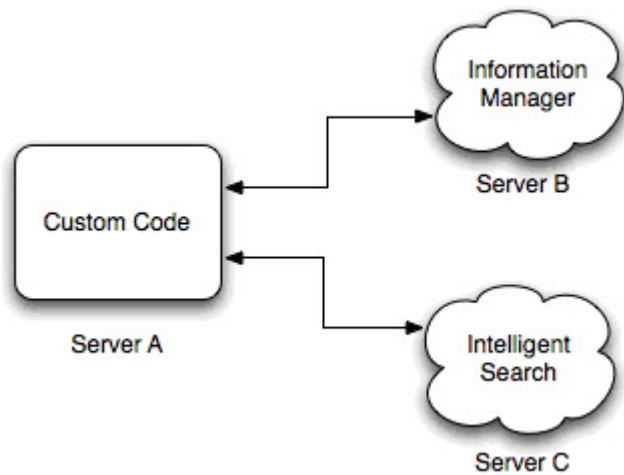 Information
Manager
Server B
Custom Code
Server A
Intelligent
Search
Server C